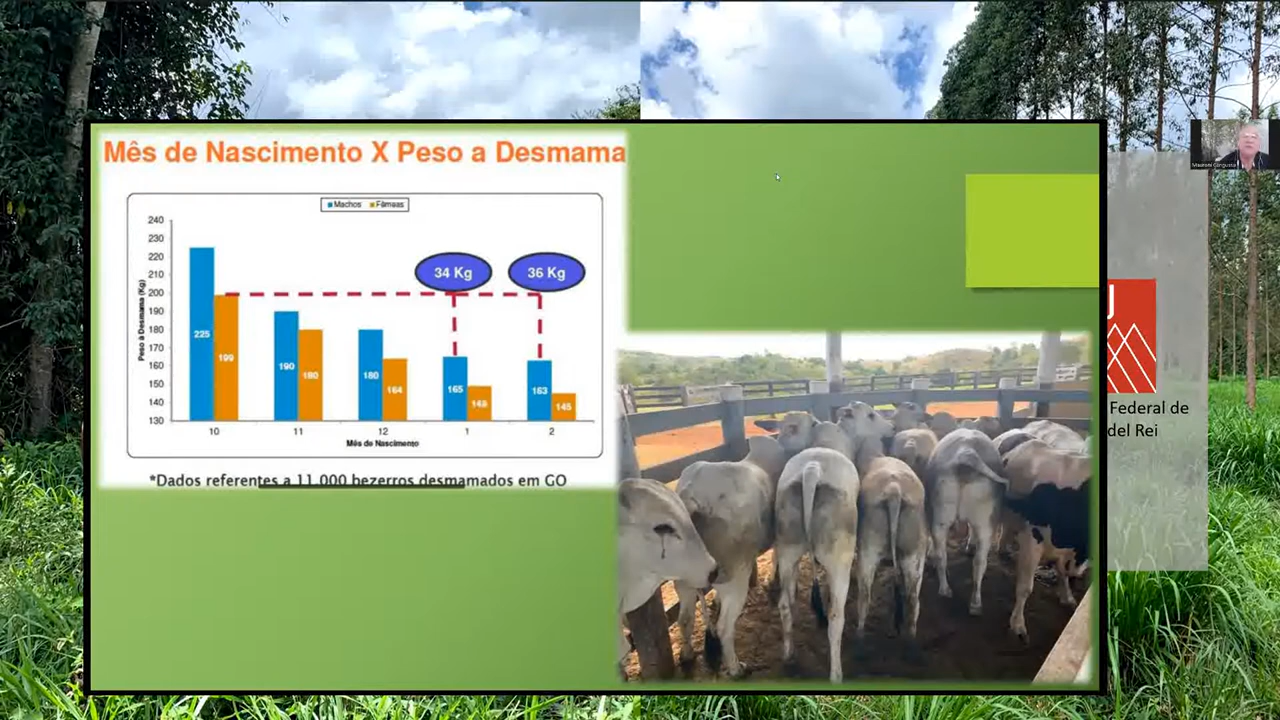 Mês de Nascimento X Peso a Desmama
Machos Fêmeas
34 Kg 36 Kg
Peso à Desmama (Kg)
240
230
220
210
200
190
180
170
160
150
140
130
225 199 190 180 180 164 165 149 163 145
10 11 12 1 2
Mês de Nascimento
*Dados referentes a 11.000 bezerros desmamados em GO
J
Federal de
del Rei